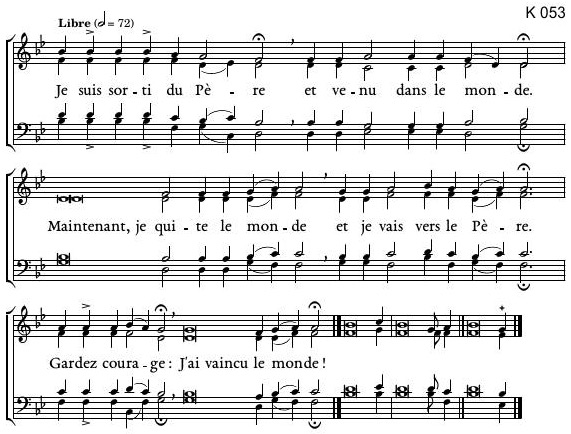 K 053
Libre (𝅗𝅥 = 72)
Je suis sor - ti du Pè - re et ve - nu dans le mon - de.
Maintenant, je qui - te le mon - de et je vais vers le Pè - re.
Gardez coura - ge : J'ai vaincu le monde !